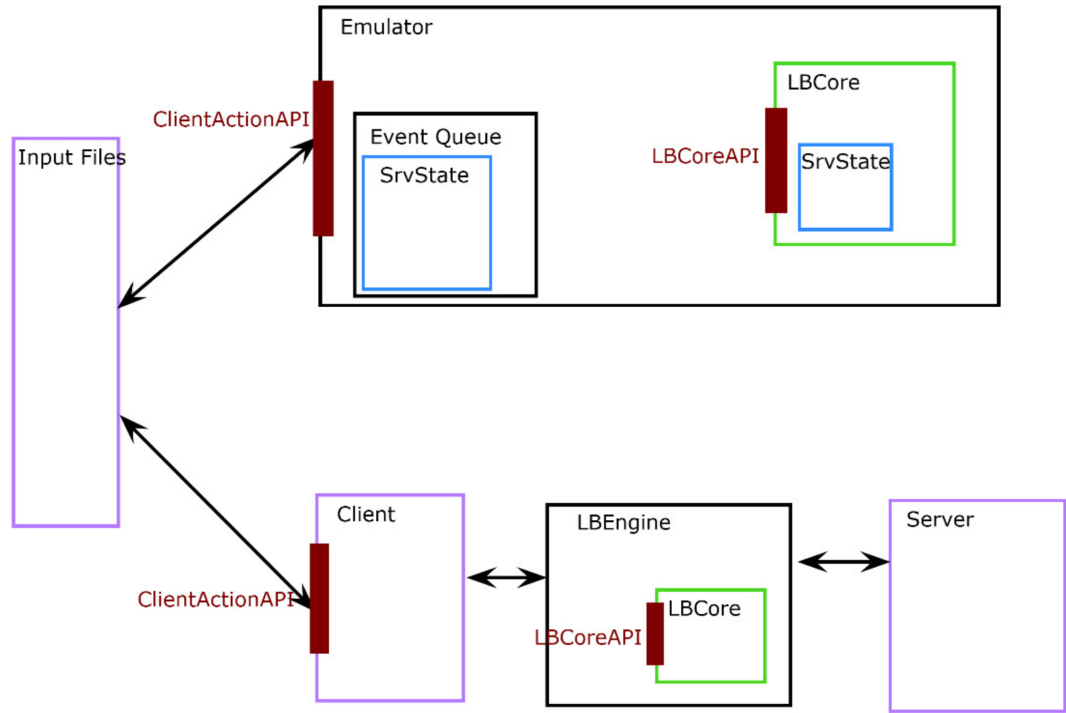 Emulator
LBCore
ClientActionAPI
Event Queue
Input Files
LBCoreAPI
SrvState
SrvState
Client
LBEngine
Server
ClientActionAPI
LBCore
LBCoreAPI